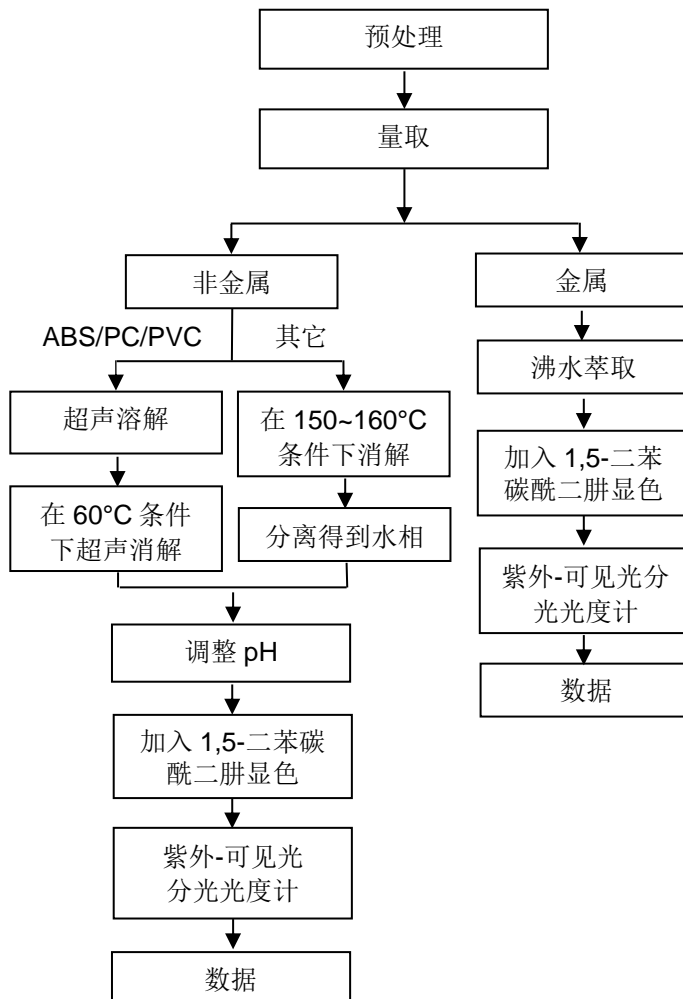 预处理
量取
非金属
金属
ABS/PC/PVC
其它
沸水萃取
超声溶解
在 150~160°C
条件下消解
加入 1,5-二苯
碳酰二肼显色
在 60°C 条件
下超声消解
分离得到水相
紫外-可见光分
光光度计
调整 pH
数据
加入 1,5-二苯碳
酰二肼显色
紫外-可见光
分光光度计
数据